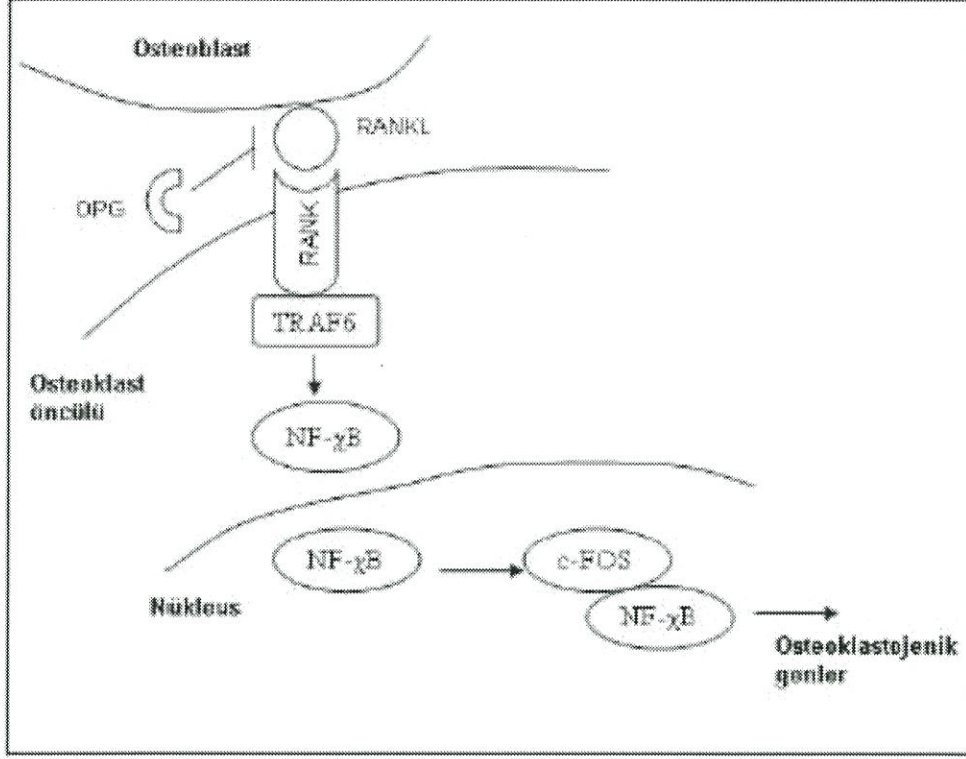 Osteoblast
RANKL
OPG
RANK
TRAF6
Osteoklast
öncülü
NF-χB
NF-χB
c-FOS
Nükleus
NF-χB
Osteoklastojenik
genler